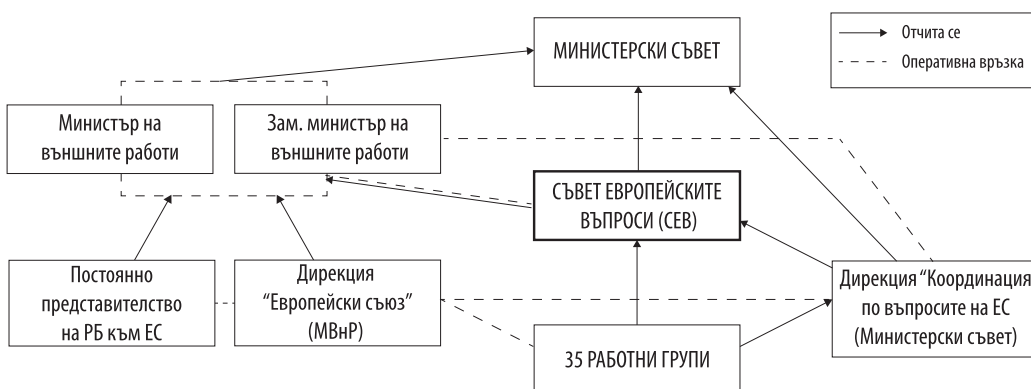 МИНИСТЕРСКИ СЪВЕТ
Отчита се
Оперативна връзка
Министър на
външните работи
Зам. министър на
външните работи
СЪВЕТ ЕВРОПЕЙСКИТЕ
ВЪПРОСИ (СЕВ)
Постоянно
представителство
на РБ към ЕС
Дирекция
“Европейски съюз”
(МВнР)
35 РАБОТНИ ГРУПИ
Дирекция “Координация
по въпросите на ЕС
(Министерски съвет)